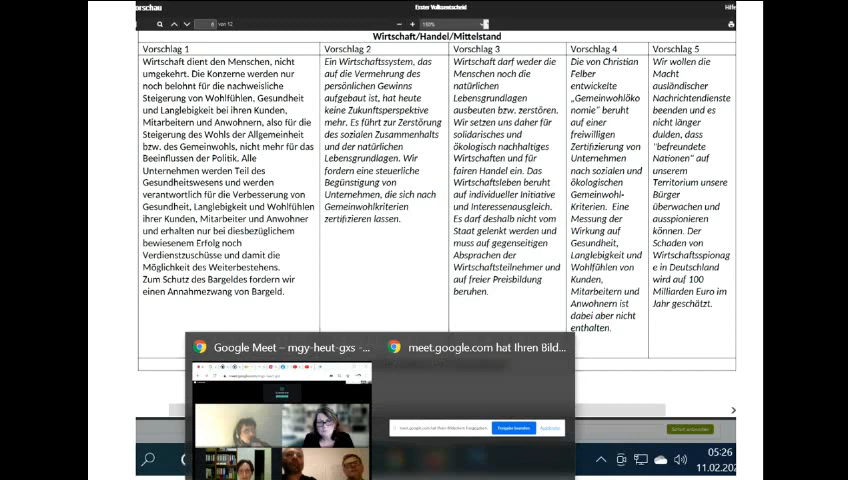 orschau
Erster Volksentscheid
Hilfe
6 von 12
150%
Wirtschaft/Handel/Mittelstand
Vorschlag 1
Wirtschaft dient den Menschen, nicht
umgekehrt. Die Konzerne werden nur
noch belohnt für die nachweisliche
Steigerung von Wohlfühlen, Gesundheit
und Langlebigkeit bei ihren Kunden,
Mitarbeitern und Anwohnern, also für die
Steigerung des Wohls der Allgemeinheit
bzw. des Gemeinwohls, nicht mehr für das
Beeinflussen der Politik. Alle
Unternehmen werden Teil des
Gesundheitswesens und werden
verantwortlich für die Verbesserung von
Gesundheit, Langlebigkeit und Wohlfühlen
ihrer Kunden, Mitarbeiter und Anwohner
und erhalten nur bei diesbezüglichem
bewiesenem Erfolg noch
Verdienstzuschüsse und damit die
Möglichkeit des Weiterbestehens.
Zum Schutz des Bargeldes fordern wir
einen Annahmezwang von Bargeld.
Vorschlag 2
Ein Wirtschaftssystem, das
auf die Vermehrung des
persönlichen Gewinns
aufgebaut ist, hat heute
keine Zukunftsperspektive
mehr. Es führt zur Zerstörung
des sozialen Zusammenhalts
und der natürlichen
Lebensgrundlagen. Wir
fordern eine steuerliche
Begünstigung von
Unternehmen, die sich nach
Gemeinwohlkriterien
zertifizieren lassen.
Vorschlag 3
Wirtschaft darf weder die
Menschen noch die
natürlichen
Lebensgrundlagen
ausbeuten bzw. zerstören.
Wir setzen uns daher für
solidarisches und
ökologisch nachhaltiges
Wirtschaften und für
fairen Handel ein. Das
Wirtschaftsleben beruht
auf individueller Initiative
und Interessenausgleich.
Es darf deshalb nicht vom
Staat gelenkt werden und
muss auf gegenseitigen
Absprachen der
Wirtschaftsteilnehmer und
auf freier Preisbildung
beruhen.
Vorschlag 4
Die von Christian
Felber
entwickelte
„Gemeinwohlöko
nomie" beruht
auf einer
freiwilligen
Zertifizierung von
Unternehmen
nach sozialen und
ökologischen
Gemeinwohl-
Kriterien. Eine
Messung der
Wirkung auf
Gesundheit,
Langlebigkeit und
Wohlfühlen von
Kunden,
Mitarbeitern und
Anwohnern ist
dabei aber nicht
enthalten.
Vorschlag 5
Wir wollen die
Macht
ausländischer
Nachrichtendienste
beenden und es
nicht länger
dulden, dass
"befreundete
Nationen" auf
unserem
Territorium unsere
Bürger
überwachen und
ausspionieren
können. Der
Schaden von
Wirtschaftsspionag
e in Deutschland
wird auf 100
Milliarden Euro im
Jahr geschätzt.
Google Meet – mgy-heut-gxs -...
meet.google.com hat Ihren Bild...
05:26
11.02.202